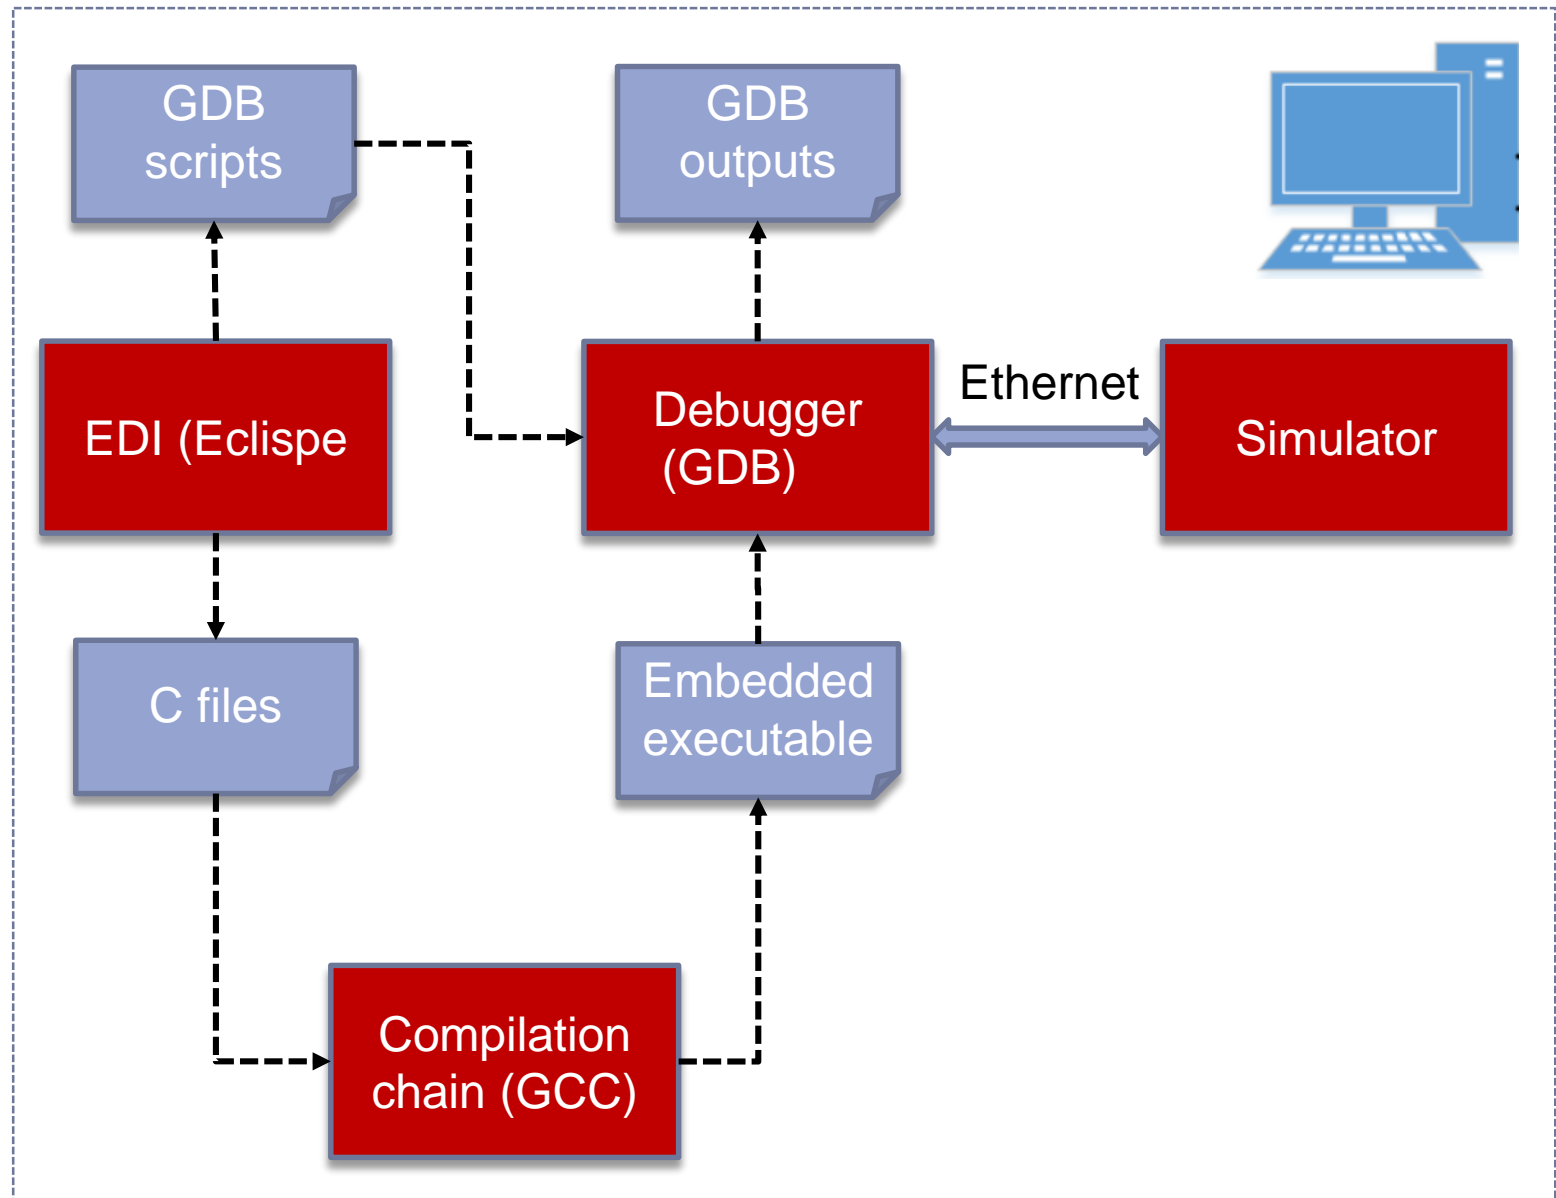 GDB
scripts
GDB
outputs
EDI (Eclispe
Debugger
(GDB)
Ethernet
Simulator
C files
Embedded
executable
Compilation
chain (GCC)